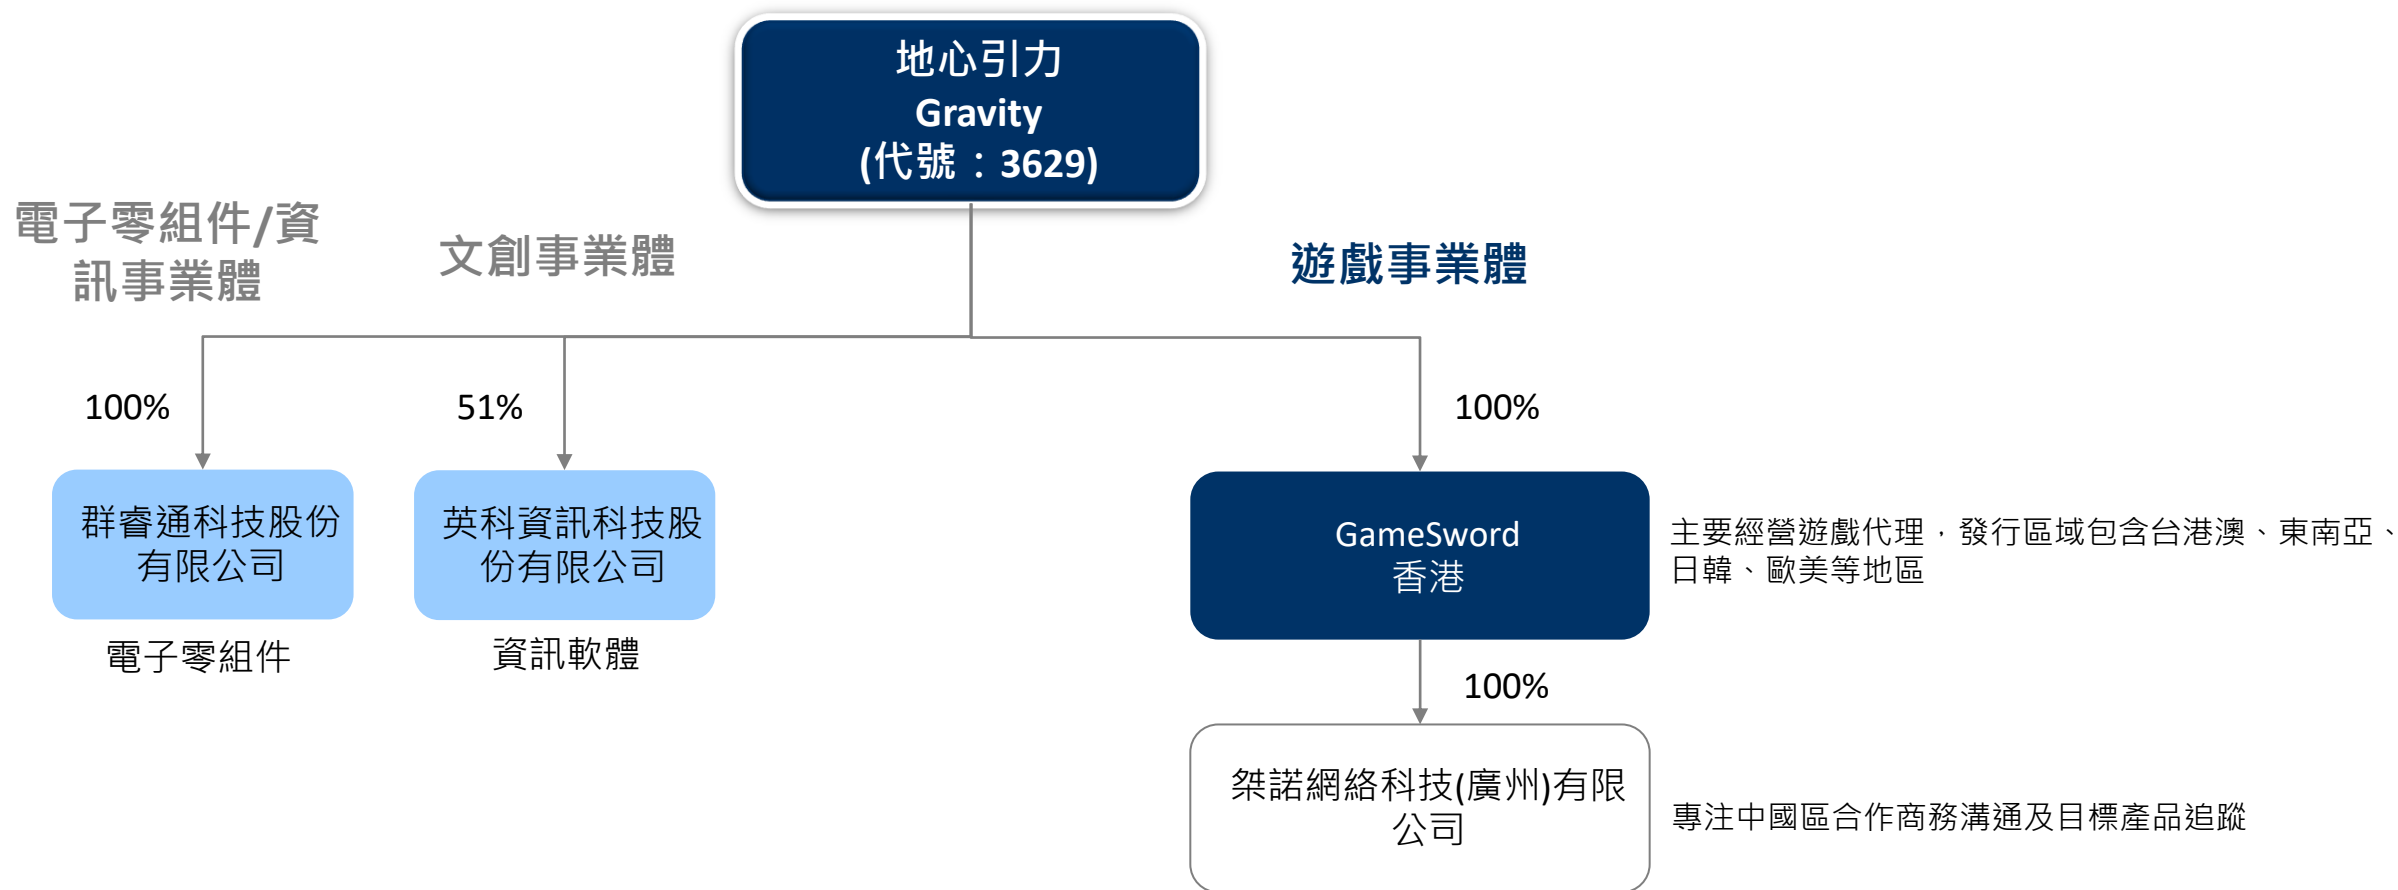 地心引力
Gravity
(代號：3629)
電子零組件/資
訊事業體
文創事業體
遊戲事業體
100%
51%
100%
群睿通科技股份
有限公司
電子零組件
英科資訊科技股
份有限公司
資訊軟體
GameSword
香港
主要經營遊戲代理，發行區域包含台港澳、東南亞、
日韓、歐美等地區
100%
桀諾網絡科技(廣州)有限
公司
專注中國區合作商務溝通及目標產品追蹤